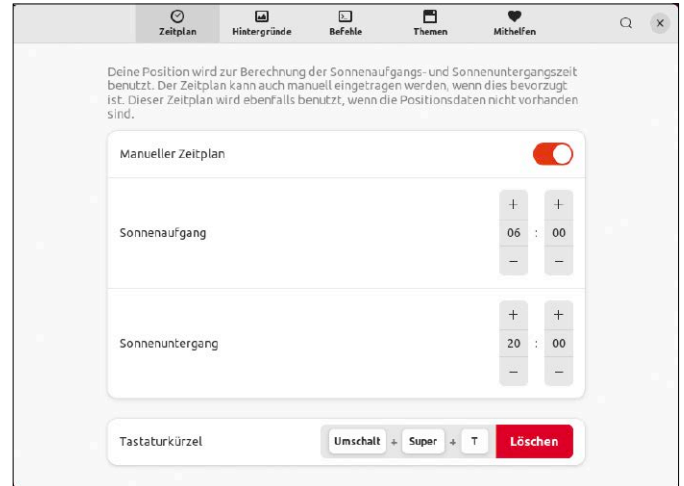 Zeitplan
Hintergründe
Befehle
Themen
Mithelfen
Deine Position wird zur Berechnung der Sonnenaufgangs- und Sonnenuntergangszeit
benutzt. Der Zeitplan kann auch manuell eingetragen werden, wenn dies bevorzugt
ist. Dieser Zeitplan wird ebenfalls benutzt, wenn die Positionsdaten nicht vorhanden
sind.
Manueller Zeitplan
+ +
Sonnenaufgang 06 : 00
− −
+ +
Sonnenuntergang 20 : 00
− −
Tastaturkürzel Umschalt + Super + T Löschen